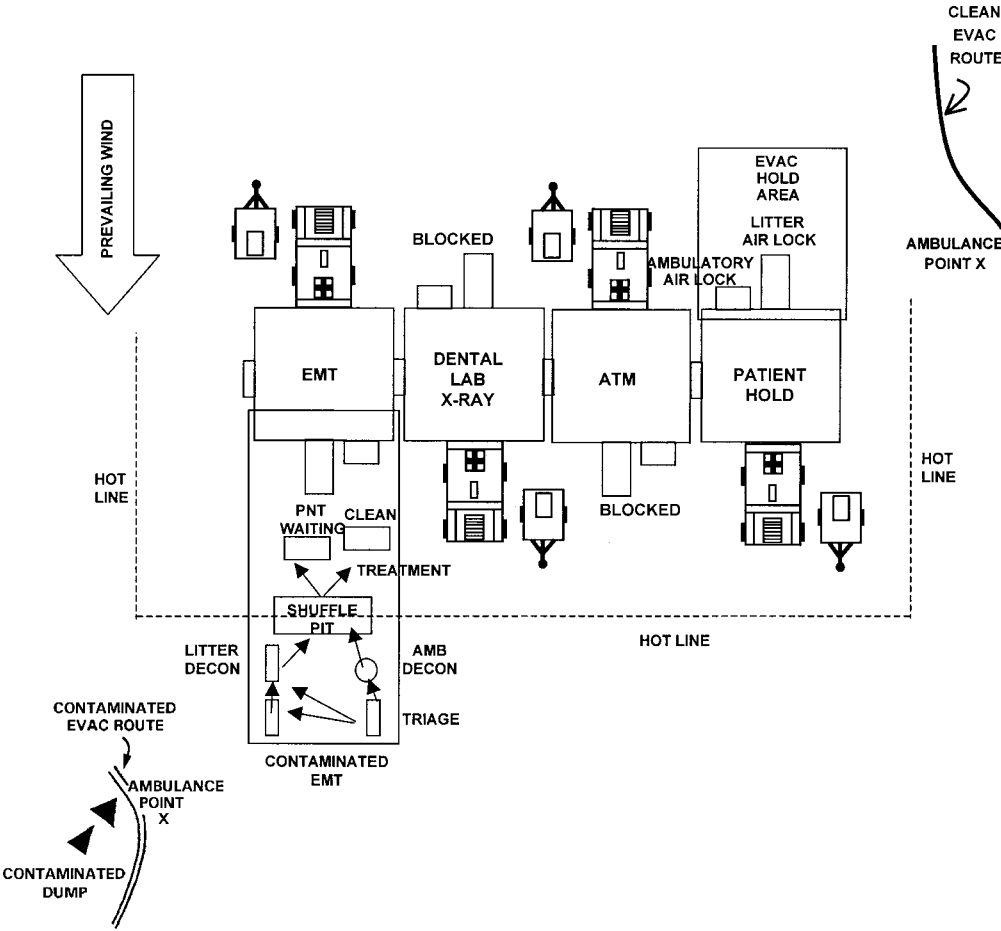 CLEAN
EVAC
ROUTE
PREVAILING WIND
EVAC
HOLD
AREA
LITTER
AIR LOCK
BLOCKED
AMBULATORY
AIR LOCK
AMBULANCE
POINT X
EMT
DENTAL
LAB
X-RAY
ATM
PATIENT
HOLD
HOT
LINE
HOT
LINE
PNT
WAITING
CLEAN
BLOCKED
TREATMENT
SHUFFLE
PIT
HOT LINE
LITTER
DECON
AMB
DECON
TRIAGE
CONTAMINATED
EVAC ROUTE
CONTAMINATED
EMT
AMBULANCE
POINT
X
CONTAMINATED
DUMP